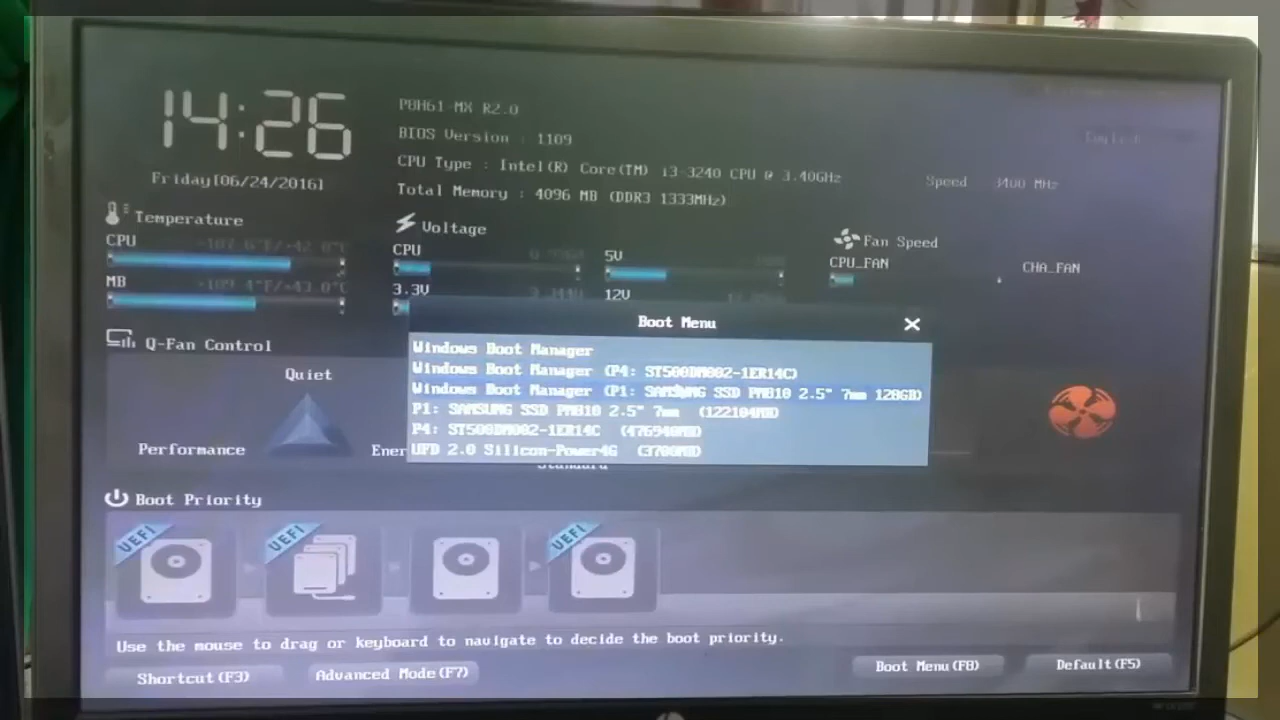 14:26
Friday[06/24/2016]
P8H61-MX R2.0
BIOS Version : 1109
CPU Type : Intel(R) Core(TM) i3-3240 CPU @ 3.40GHz
Speed 3400 MHz
Total Memory : 4096 MB (DDR3 1333MHz)
English
Temperature
CPU
MB
Voltage
CPU
5V
3.3V
12V
Fan Speed
CPU_FAN
CHA_FAN
Q-Fan Control
Quiet
Performance
Ener
Standard
Boot Menu
Windows Boot Manager
Windows Boot Manager (P4: ST500DM002-1ER14C)
Windows Boot Manager (P1: SAMSUNG SSD PM810 2.5" 7mm 128GB)
P1: SAMSUNG SSD PM810 2.5" 7mm (122104MB)
P4: ST500DM002-1ER14C (476940MB)
UFD 2.0 Silicon-Power4G (3700MB)
Boot Priority
UEFI
UEFI
UEFI
Use the mouse to drag or keyboard to navigate to decide the boot priority.
Shortcut(F3)
Advanced Mode(F7)
Boot Menu(F8)
Default(F5)